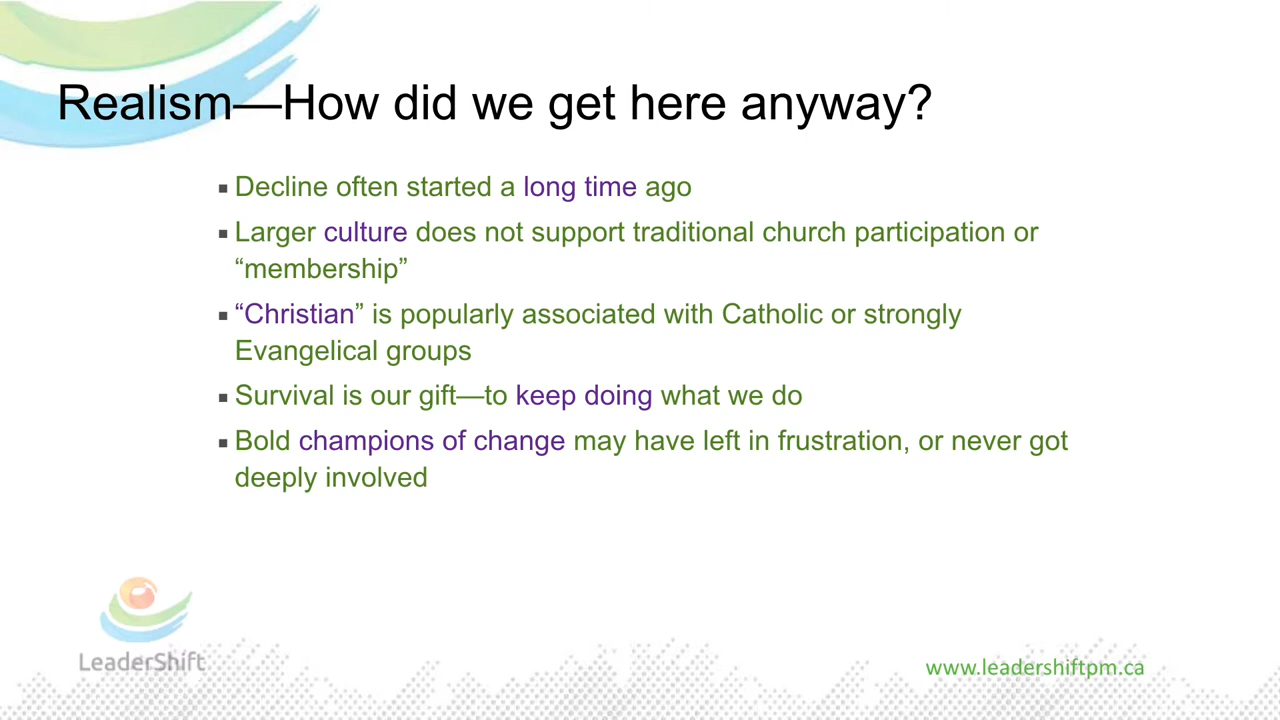 Realism—How did we get here anyway?
▪ Decline often started a long time ago
▪ Larger culture does not support traditional church participation or
“membership”
▪ “Christian” is popularly associated with Catholic or strongly
Evangelical groups
▪ Survival is our gift—to keep doing what we do
▪ Bold champions of change may have left in frustration, or never got
deeply involved
LeaderShift
www.leadershiftpm.ca